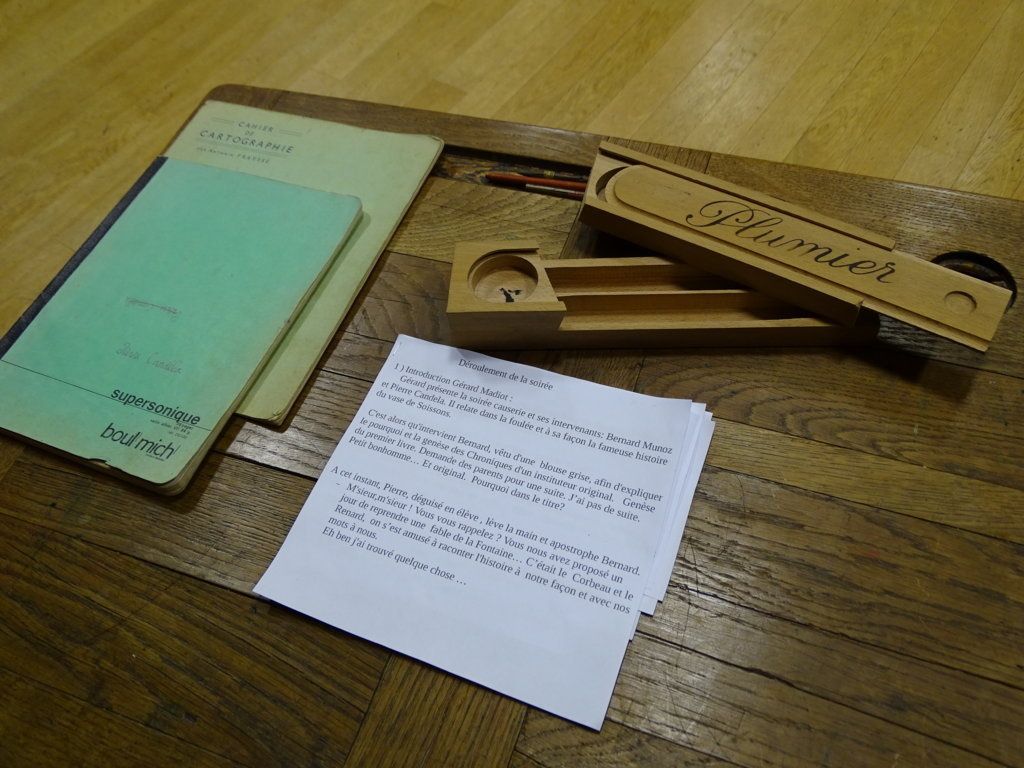 CAHIER
DE
CARTOGRAPHIE
supersonique
boul'mich
Plumier
Déroulement de la soirée
1 ) Introduction Gérard Madiot :
Gérard présente la soirée causerie et ses intervenants: Bernard Munoz
et Pierre Candela. Il relate dans la foulée et à sa façon la fameuse histoire
du vase de Soissons.
C'est alors qu'intervient Bernard, vêtu d'une blouse grise, afin d'expliquer
le pourquoi et la genèse des Chroniques d'un instituteur original. Genèse
du premier livre. Demande des parents pour une suite. J'ai pas de suite.
Petit bonhomme… Et original. Pourquoi dans le titre?
A cet instant, Pierre, déguisé en élève , lève la main et apostrophe Bernard.
- M'sieur,m'sieur ! Vous vous rappelez ? Vous nous avez proposé un
jour de reprendre une fable de la Fontaine… C'était le Corbeau et le
Renard, on s'est amusé à raconter l'histoire à notre façon et avec nos
mots à nous.
Eh ben j'ai trouvé quelque chose …